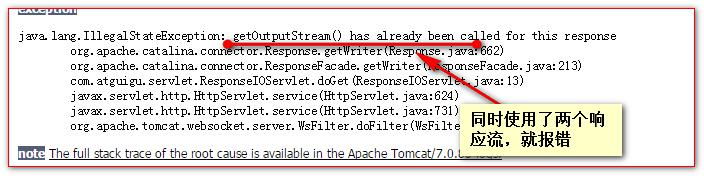 exception
java.lang.IllegalStateException: getOutputStream() has already been called for this response
org.apache.catalina.connector.Response.getWriter(Response.java:662)
org.apache.catalina.connector.ResponseFacade.getWriter(ResponseFacade.java:213)
com.atguigu.servlet.ResponseIOServlet.doGet(ResponseIOServlet.java:13)
javax.servlet.http.HttpServlet.service(HttpServlet.java:624)
javax.servlet.http.HttpServlet.service(HttpServlet.java:731)
org.apache.tomcat.websocket.server.WsFilter.doFilter(WsFilter
同时使用了两个响
应流，就报错
note The full stack trace of the root cause is available in the Apache Tomcat/7.0.